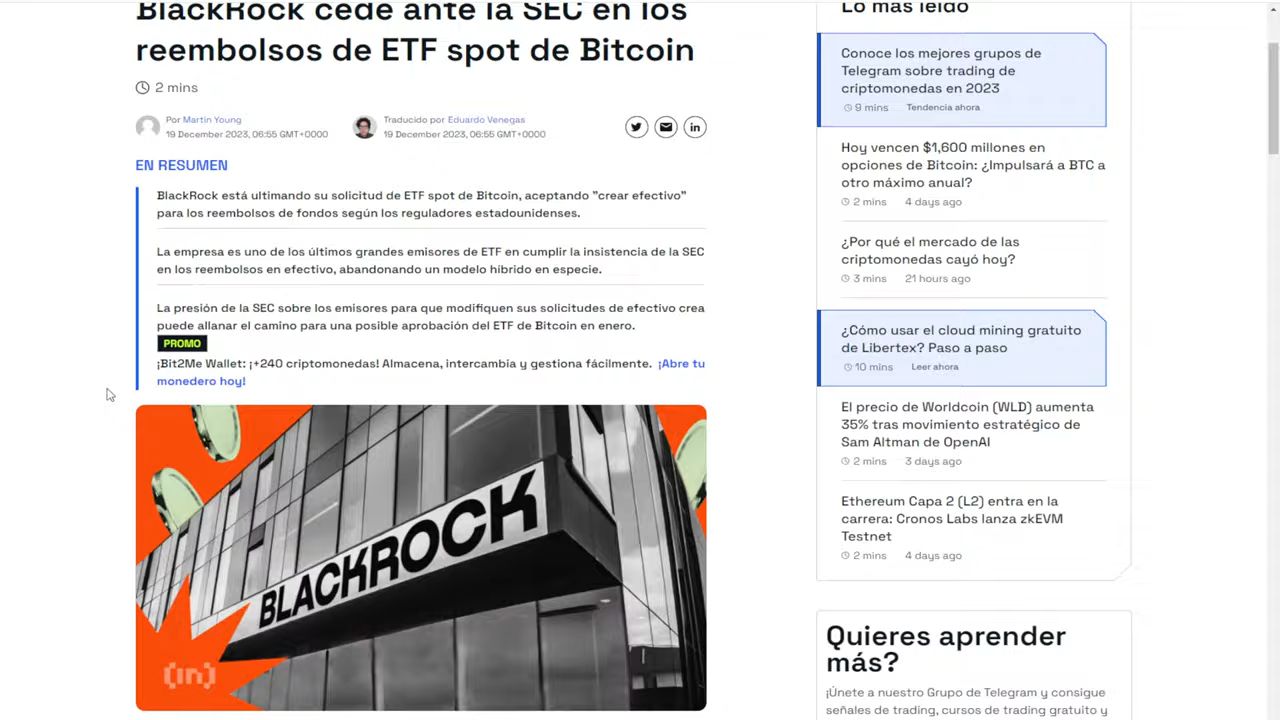 BlackRock cede ante la SEC en los
reembolsos de ETF spot de Bitcoin
2 mins
Por Martin Young
19 December 2023, 06:55 GMT+0000
Traducido por Eduardo Venegas
19 December 2023, 06:55 GMT+0000
in
EN RESUMEN
BlackRock está ultimando su solicitud de ETF spot de Bitcoin, aceptando "crear efectivo"
para los reembolsos de fondos según los reguladores estadounidenses.
La empresa es uno de los últimos grandes emisores de ETF en cumplir la insistencia de la SEC
en los reembolsos en efectivo, abandonando un modelo híbrido en especie.
La presión de la SEC sobre los emisores para que modifiquen sus solicitudes de efectivo crea
puede allanar el camino para una posible aprobación del ETF de Bitcoin en enero.
PROMO
¡Bit2Me Wallet: ¡+240 criptomonedas! Almacena, intercambia y gestiona fácilmente. ¡Abre tu
monedero hoy!
BLACKROCK
(in)
Lo más leído
Conoce los mejores grupos de
Telegram sobre trading de
criptomonedas en 2023
9 mins Tendencia ahora
Hoy vencen $1,600 millones en
opciones de Bitcoin: ¿Impulsará a BTC a
otro máximo anual?
2 mins 4 days ago
¿Por qué el mercado de las
criptomonedas cayó hoy?
3 mins 21 hours ago
¿Cómo usar el cloud mining gratuito
de Libertex? Paso a paso
10 mins Leer ahora
El precio de Worldcoin (WLD) aumenta
35% tras movimiento estratégico de
Sam Altman de OpenAI
2 mins 3 days ago
Ethereum Capa 2 (L2) entra en la
carrera: Cronos Labs lanza zkEVM
Testnet
2 mins 4 days ago
Quieres aprender
más?
¡Únete a nuestro Grupo de Telegram y consigue
señales de trading, cursos de trading gratuito y